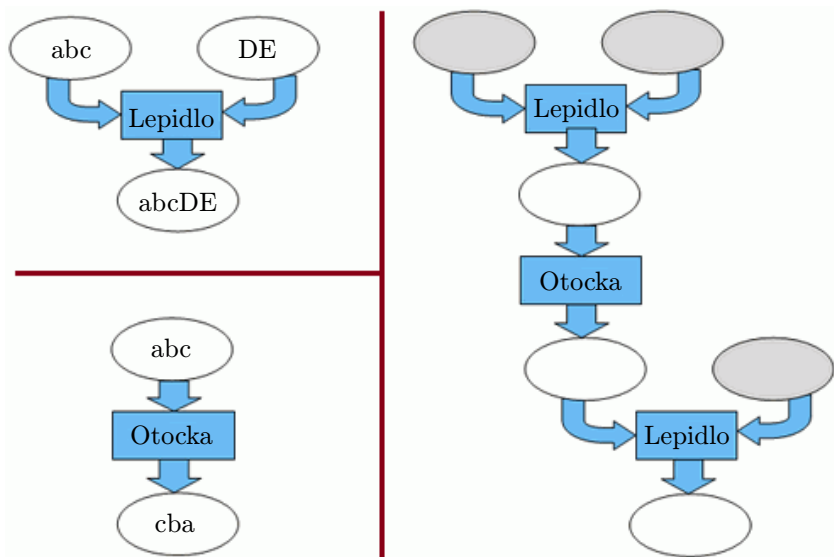 abc
DE
Lepidlo
abcDE
abc
Otocka
cba
Lepidlo
Otocka
Lepidlo